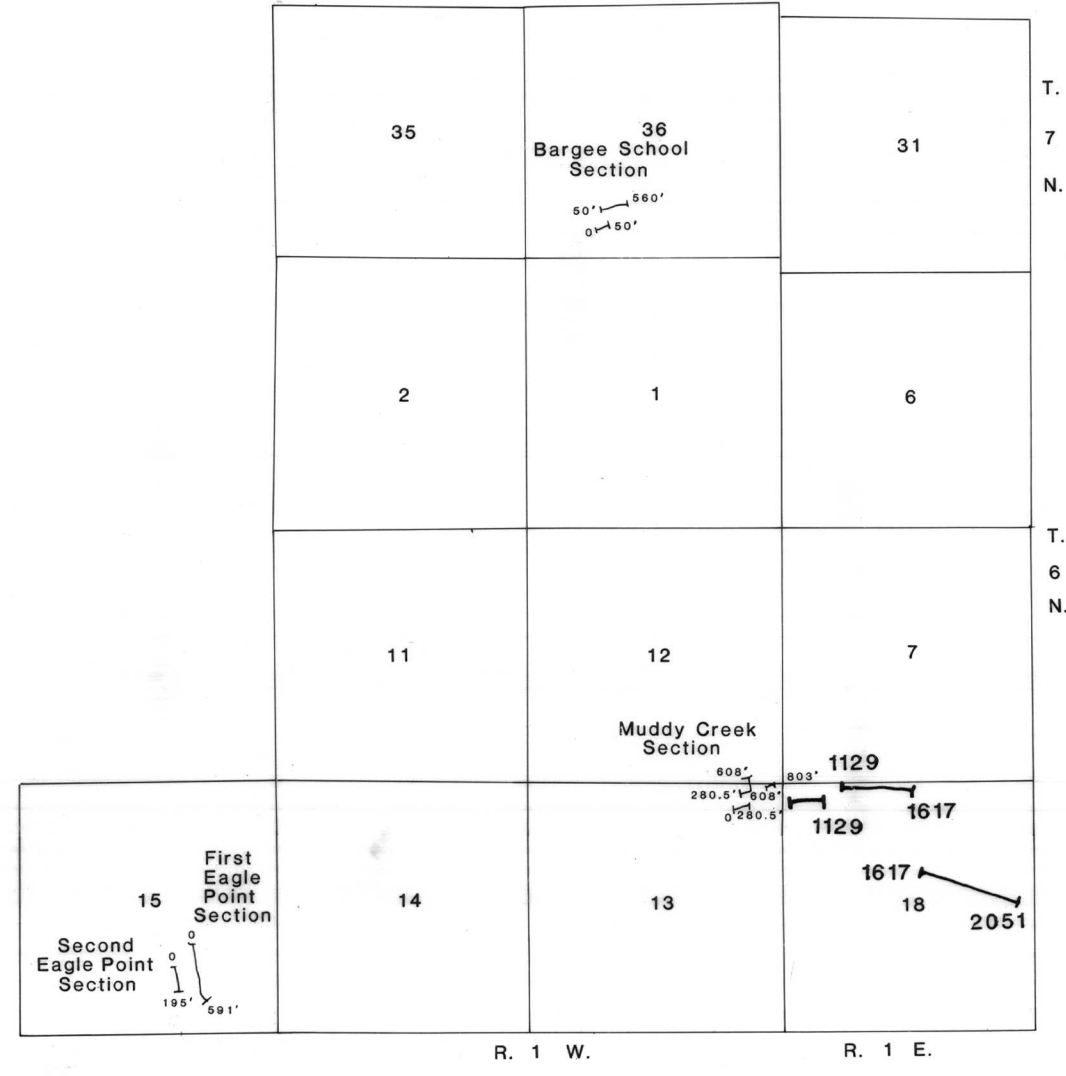 35
36
Bargee School
Section
31
T.
7
N.
50' 560'
0 50'
2
1
6
T.
6
N.
11
12
7
Muddy Creek
Section
608' 803' 1129
280.5' 608' 1617
0 280.5' 1129
First
Eagle
Point
Section
15
14
13
1617
18
2051
Second
Eagle Point
Section
0
0
195' 591'
R. 1 W.
R. 1 E.